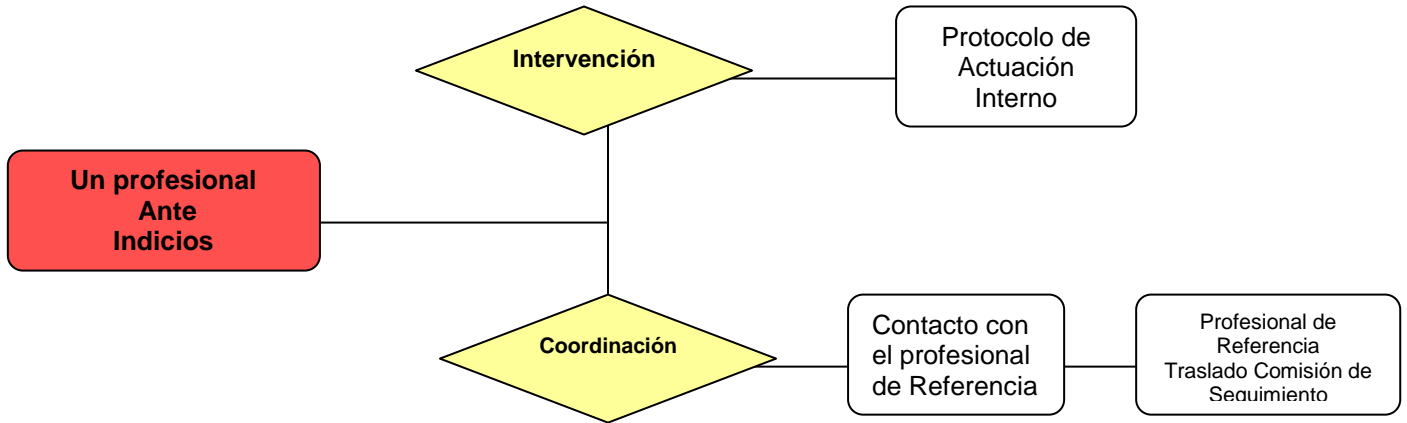 Intervención
Protocolo de
Actuación
Interno
Un profesional
Ante
Indicios
Coordinación
Contacto con
el profesional
de Referencia
Profesional de
Referencia
Traslado Comisión de
Seguimiento